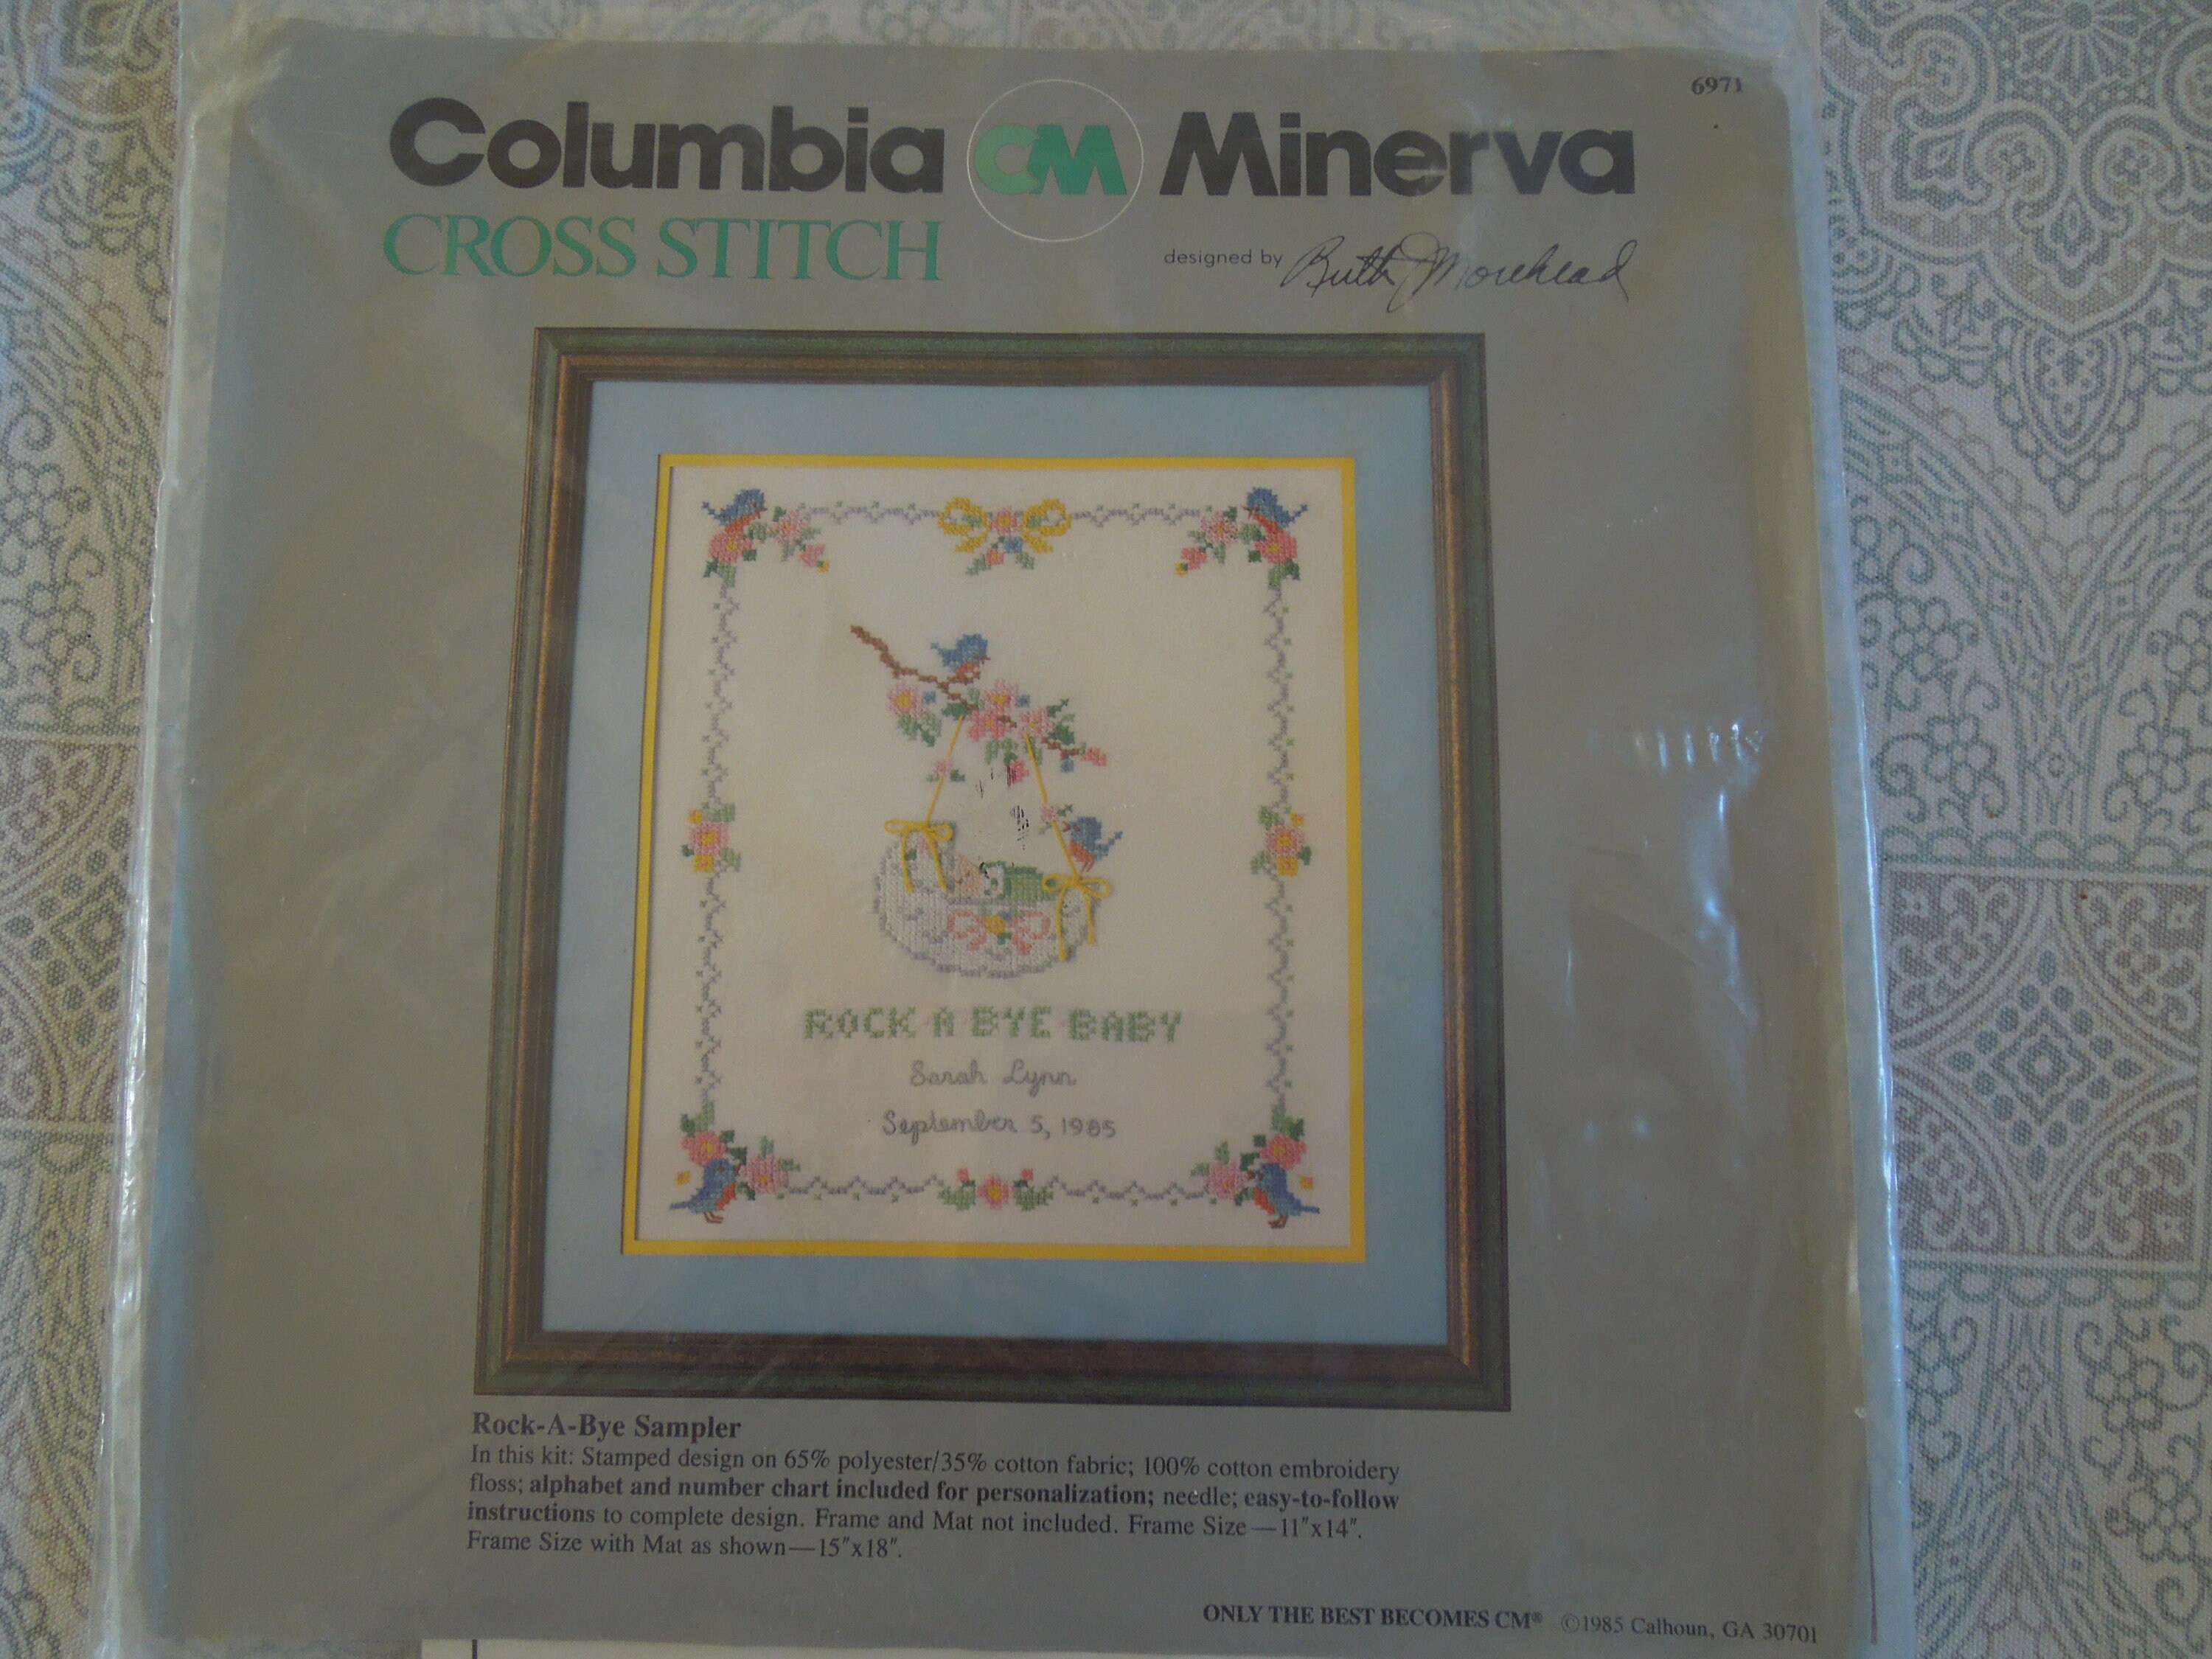 6971
Columbia CM Minerva
CROSS STITCH
designed by Ruth J Morehead
ROCK A BYE BABY
Sarah Lynn
September 5, 1985
Rock-A-Bye Sampler
In this kit: Stamped design on 65% polyester/35% cotton fabric; 100% cotton embroidery
floss; alphabet and number chart included for personalization; needle; easy-to-follow
instructions to complete design. Frame and Mat not included. Frame Size—11"x14".
Frame Size with Mat as shown—15"x18".
ONLY THE BEST BECOMES CM® ©1985 Calhoun, GA 30701